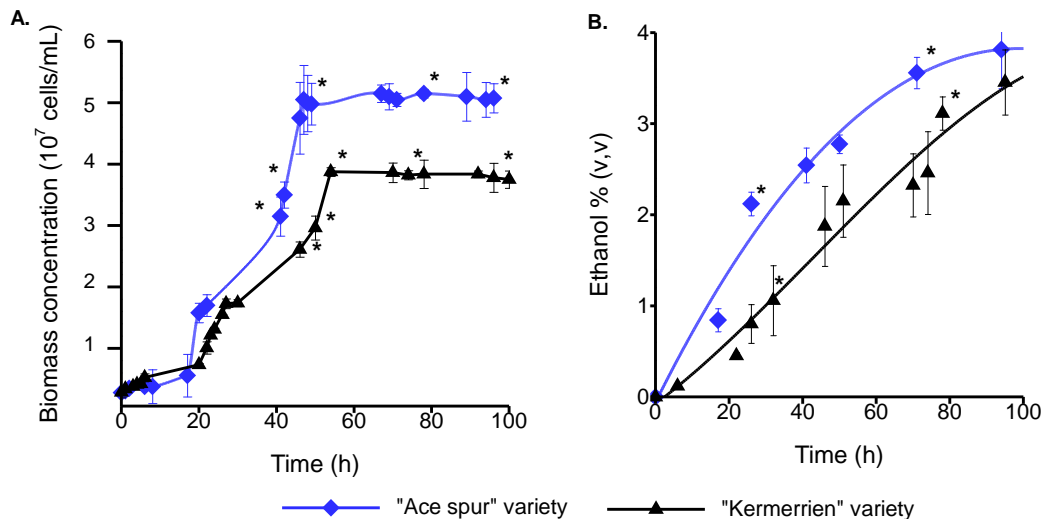 A.
Biomass concentration (10⁷ cells/mL)
6
5
4
3
2
1
0 20 40 60 80 100
Time (h)
* * * * * * * * * *
B.
Ethanol % (v,v)
4
3
2
1
0
0 20 40 60 80 100
Time (h)
* * * *
"Ace spur" variety "Kermerrien" variety